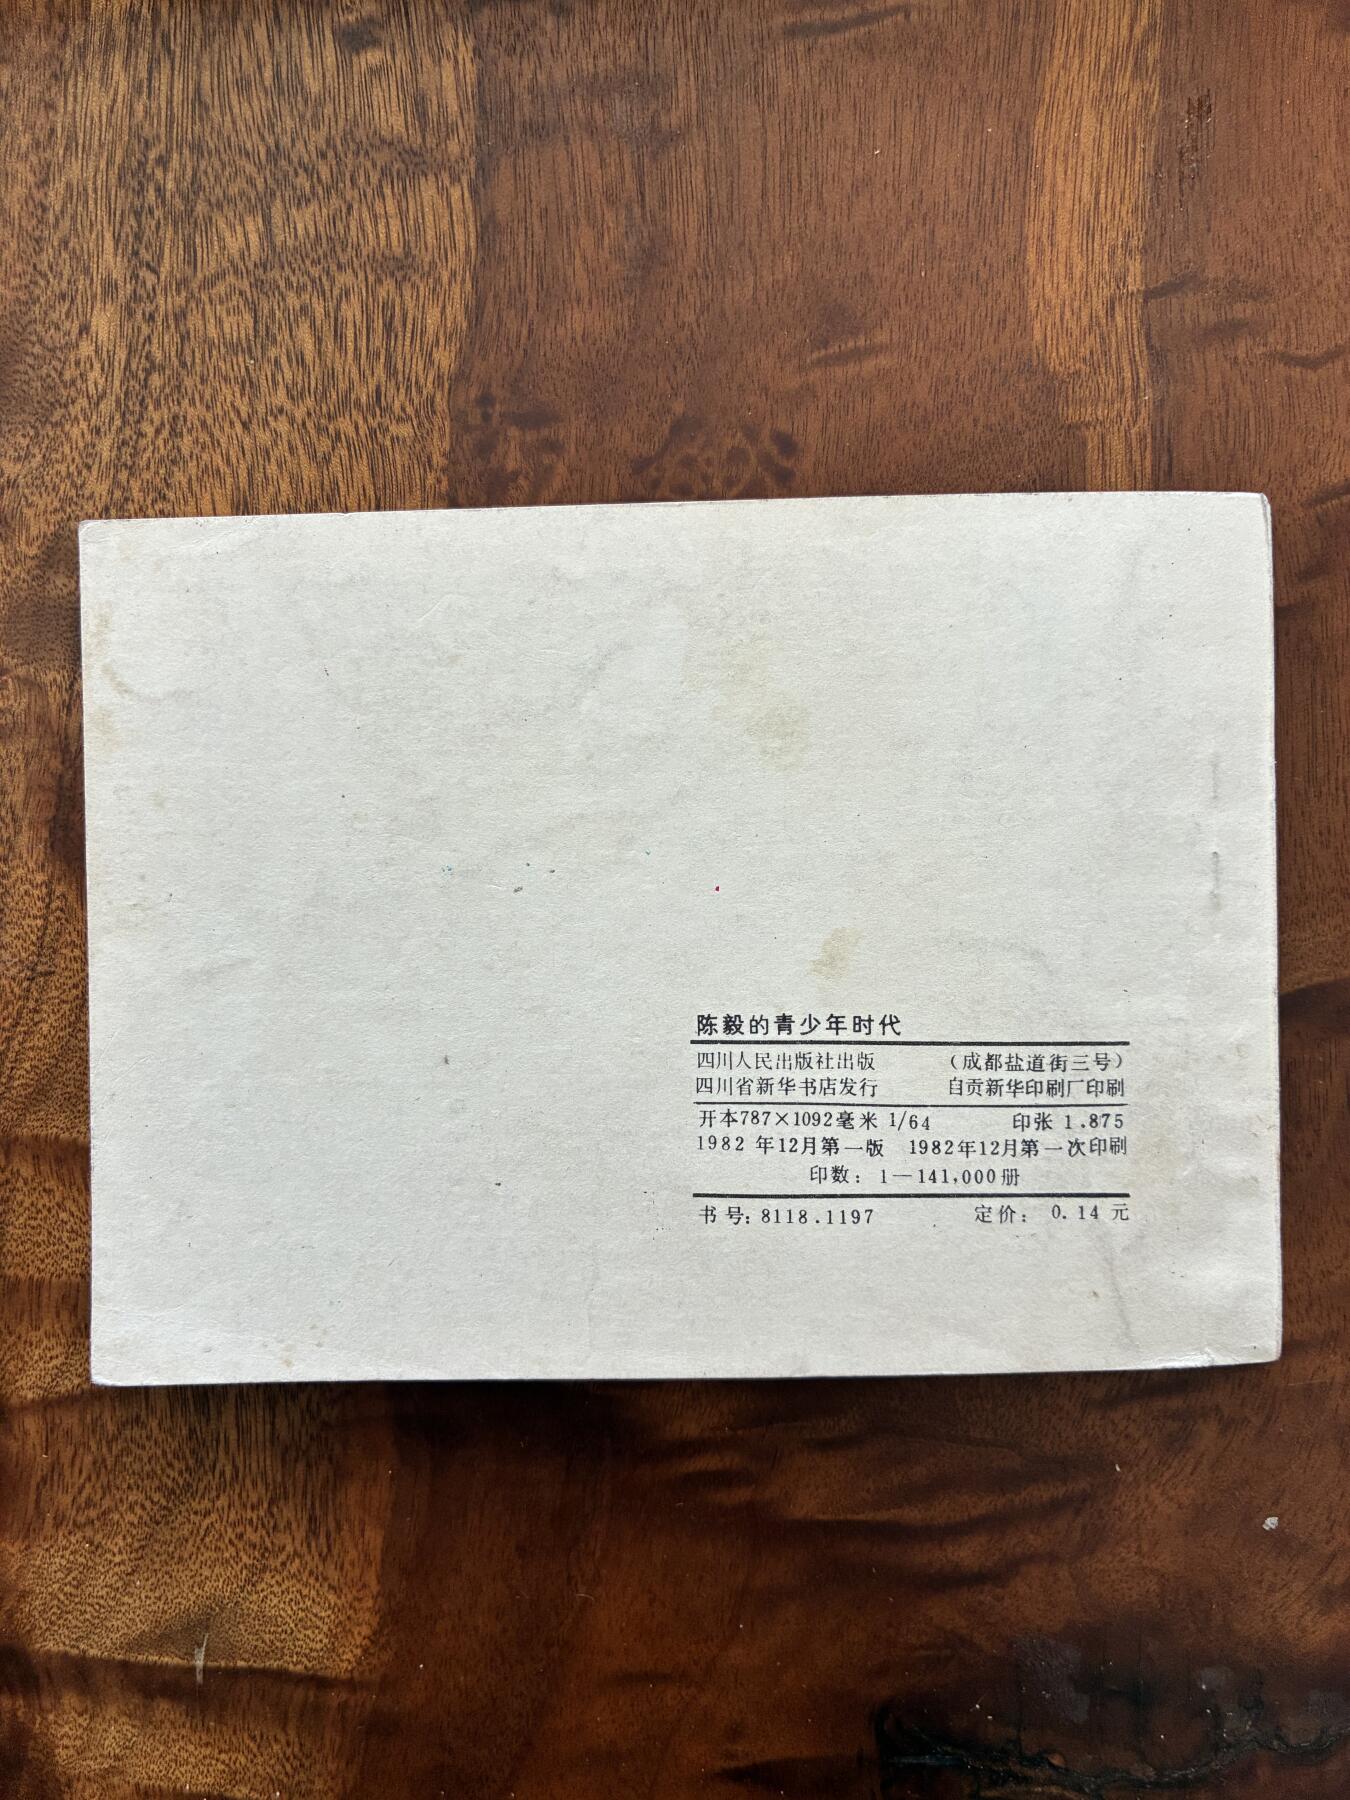 陈毅的青少年时代
四川人民出版社出版 (成都盐道街三号)
四川省新华书店发行 自贡新华印刷厂印刷
开本787×1092毫米 1/64 印张 1.875
1982 年12月第一版 1982年12月第一次印刷
印数: 1—141,000册
书号: 8118.1197 定价: 0.14 元